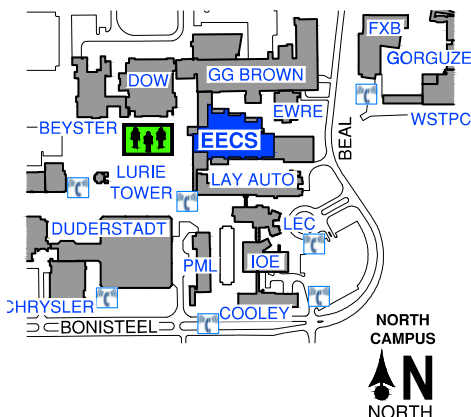 FXB
DOW
GG BROWN
GORGUZE
EWRE
WSTPC
BEYSTER
EECS
BEAL
LURIE
TOWER
LAY AUTO
DUDERSTADT
LEC
PML
IOE
CHRYSLER
COOLEY
BONISTEEL
NORTH
CAMPUS
N
NORTH